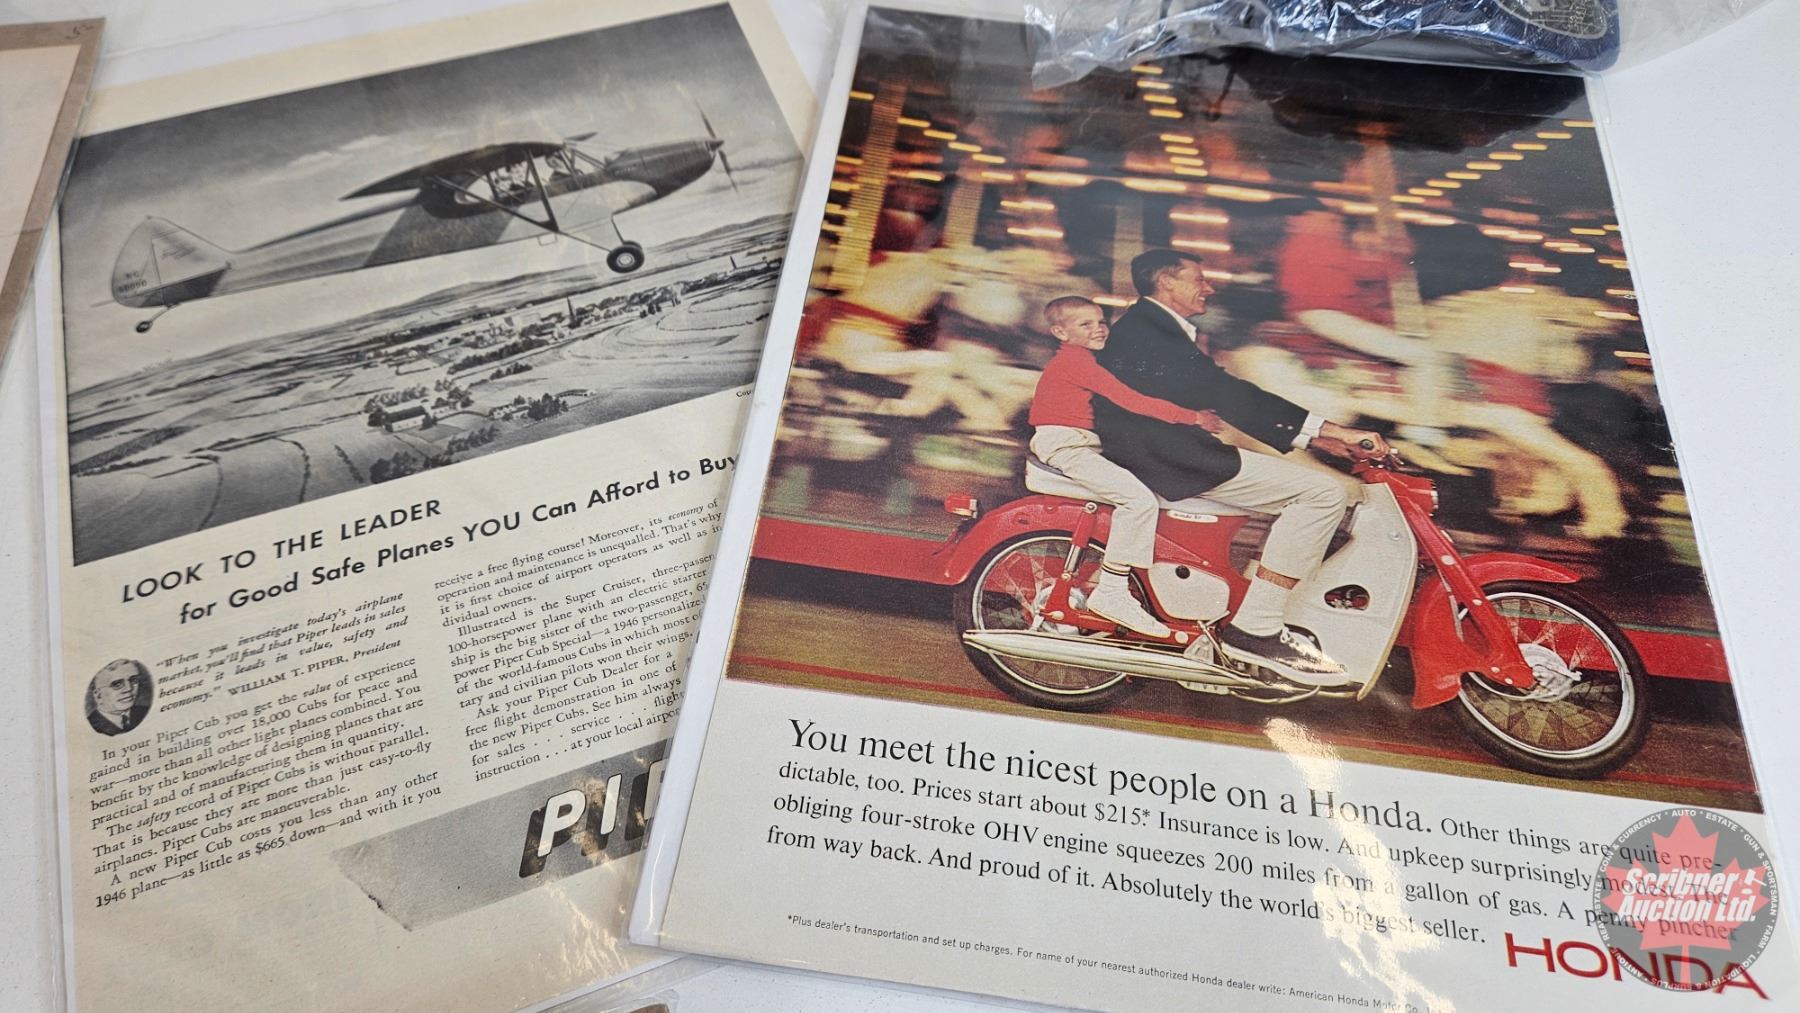 LOOK TO THE LEADER
for Good Safe Planes YOU Can Afford to Buy
"When you investigate today's airplane
market, you'll find that Piper leads in sales
because it leads in value, safety and
economy." WILLIAM T. PIPER, President
In your Piper Cub you get the value of experience
gained in building over 18,000 Cubs for peace and
war—more than all other light planes combined. You
benefit by the knowledge of designing planes that are
practical and of manufacturing them in quantity.
The safety record of Piper Cubs is without parallel.
That is because they are more than just easy-to-fly
airplanes. Piper Cubs are maneuverable.
A new Piper Cub costs you less than any other
1946 plane—as little as $665 down—and with it you
receive a free flying course! Moreover, its economy of
operation and maintenance is unequalled. That's why
it is first choice of airport operators as well as in
dividual owners.
Illustrated is the Super Cruiser, three-passen
100-horsepower plane with an electric starter
ship is the big sister of the two-passenger, 65
power Piper Cub Special—a 1946 personalized
of the world-famous Cubs in which most of
tary and civilian pilots won their wings.
Ask your Piper Cub Dealer for a
free flight demonstration in one of
the new Piper Cubs. See him always
for sales . . . service . . . flight
instruction . . . at your local airport
PI
You meet the nicest people on a Honda. Other things are quite pre-
dictable, too. Prices start about $215.* Insurance is low. And upkeep surprisingly modest. The
obliging four-stroke OHV engine squeezes 200 miles from a gallon of gas. A penny pincher
from way back. And proud of it. Absolutely the world's biggest seller.
HONDA
*Plus dealer's transportation and set up charges. For name of your nearest authorized Honda dealer write: American Honda Motor Co.
Scribner
Auction Ltd.